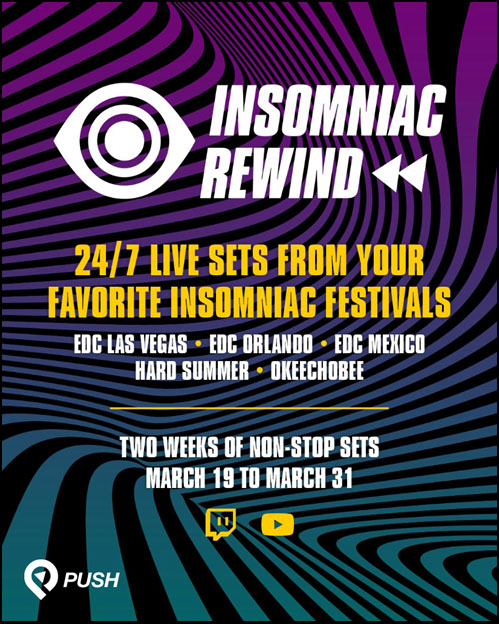 INSOMNIAC
REWIND
24/7 LIVE SETS FROM YOUR
FAVORITE INSOMNIAC FESTIVALS
EDC LAS VEGAS • EDC ORLANDO • EDC MEXICO
HARD SUMMER • OKEECHOBEE
TWO WEEKS OF NON-STOP SETS
MARCH 19 TO MARCH 31
PUSH